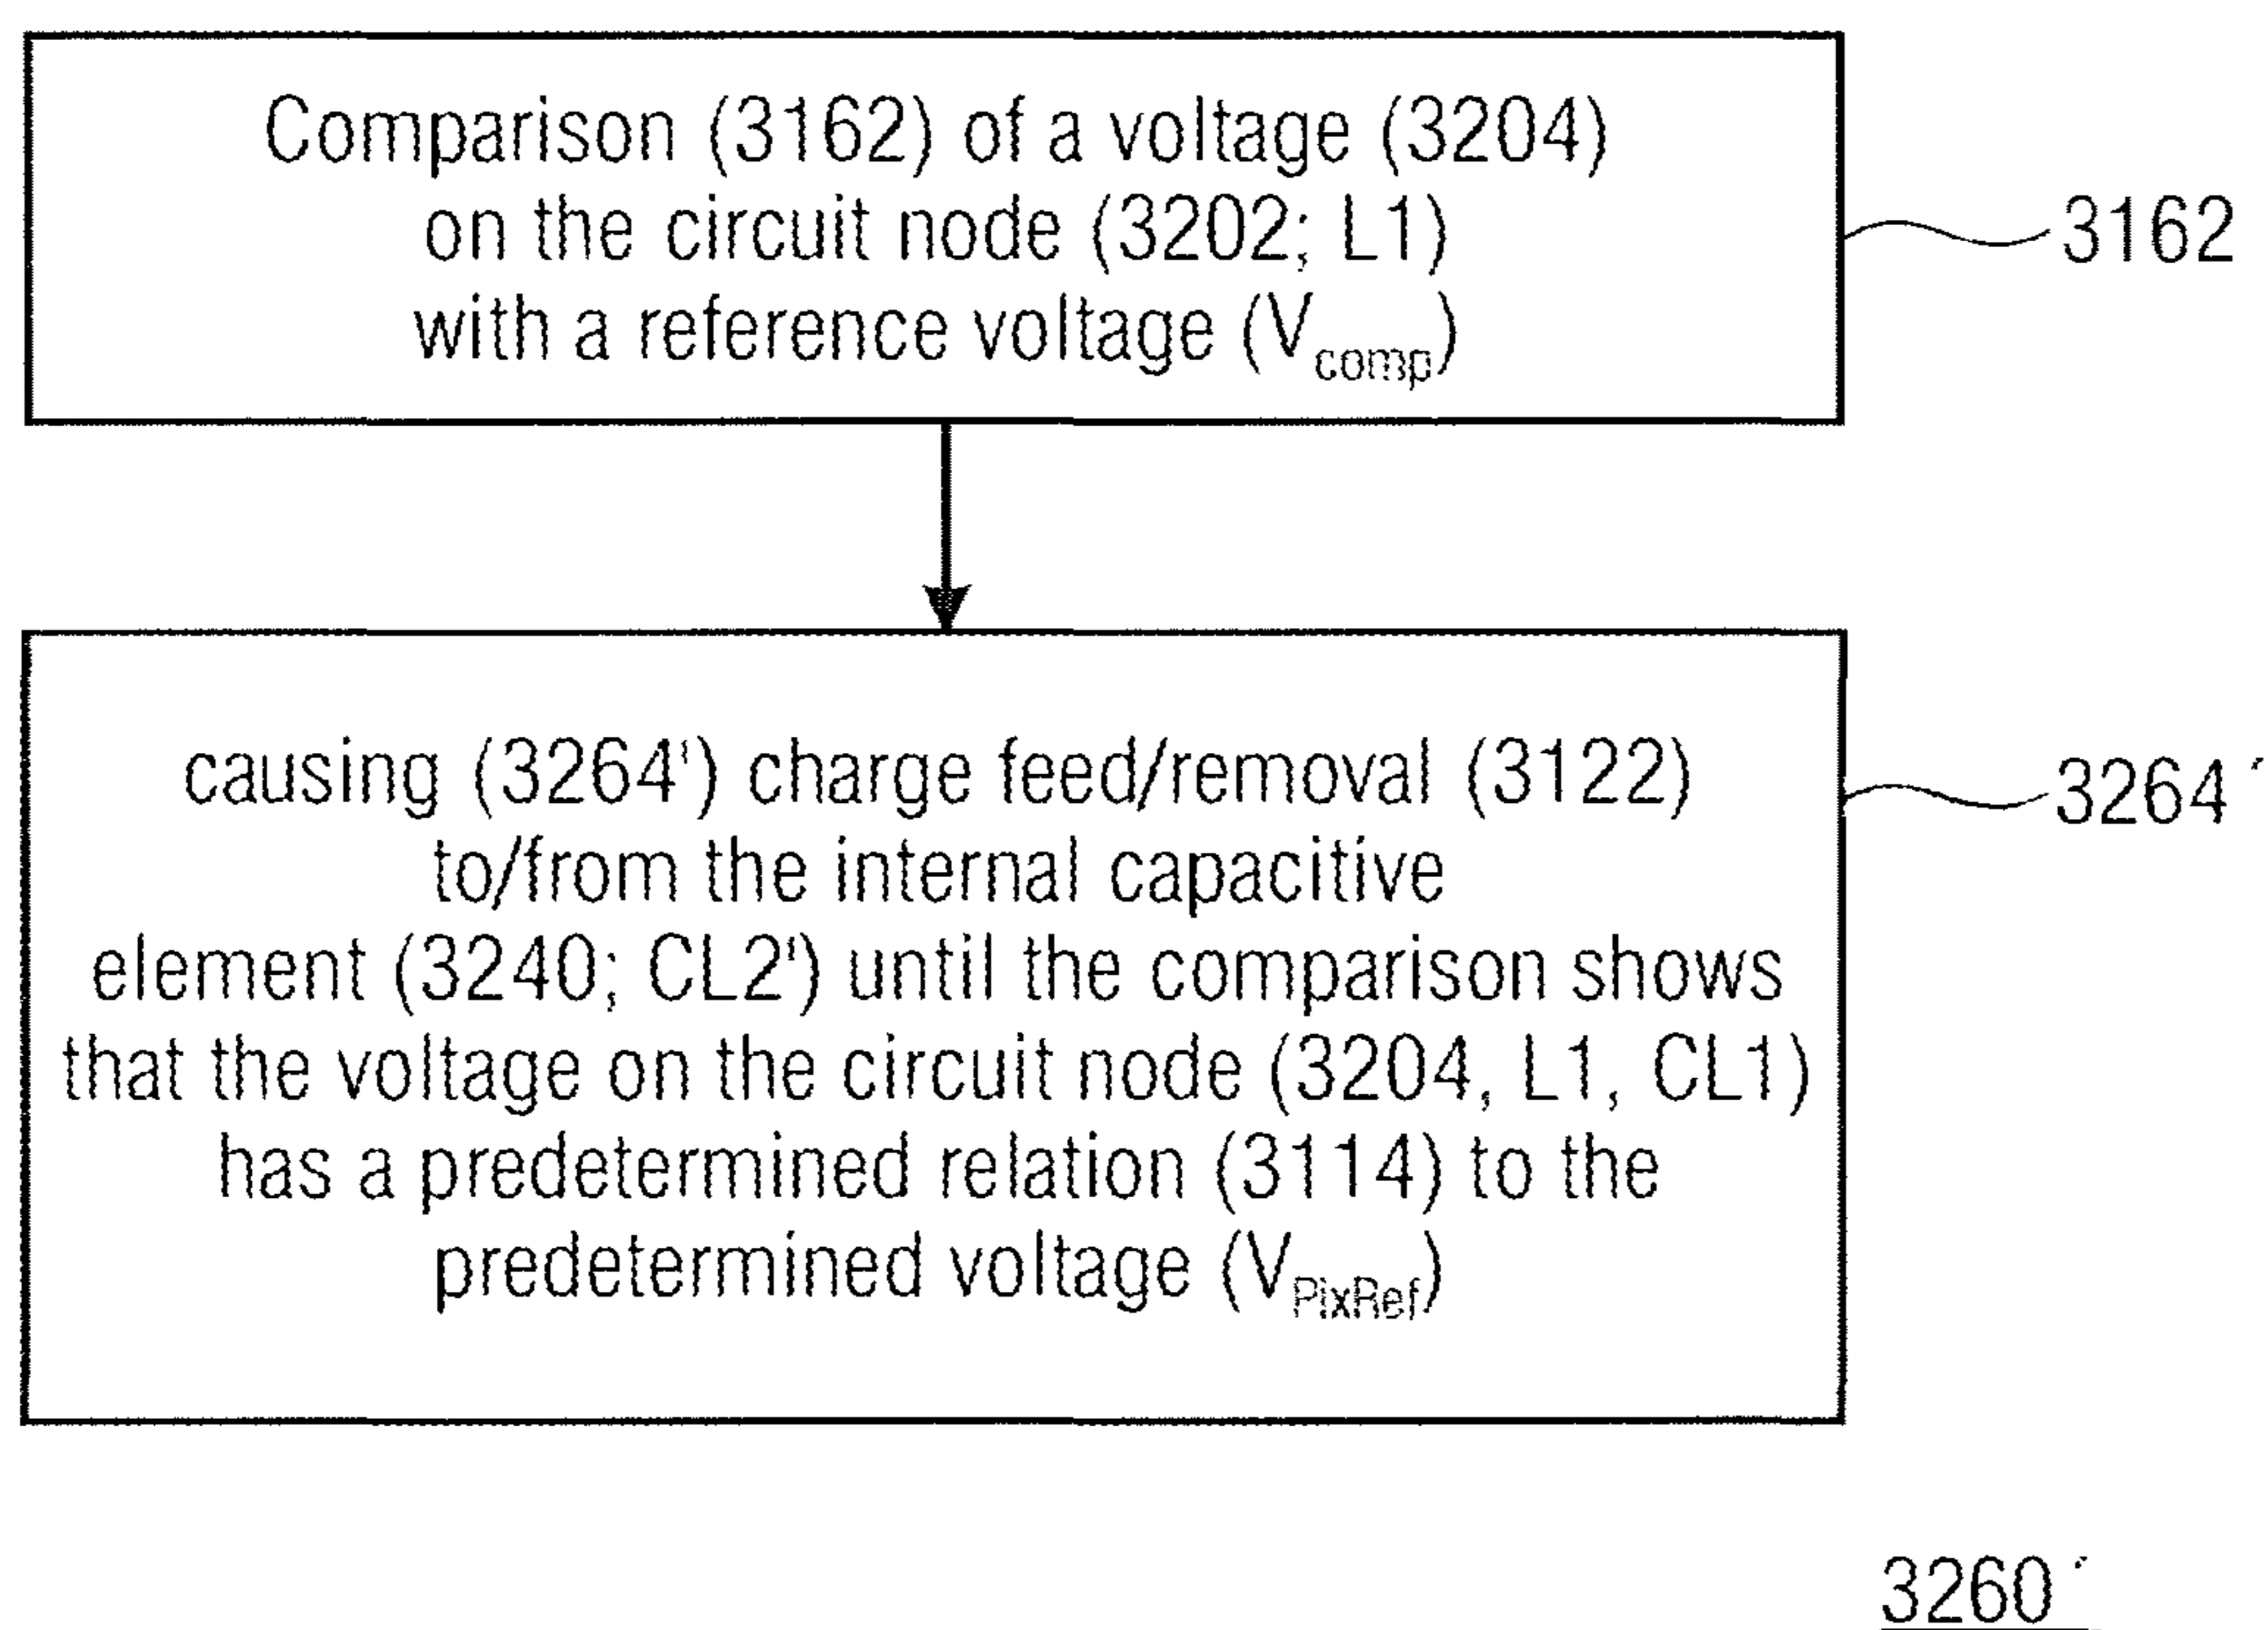 Comparison (3162) of a voltage (3204)
on the circuit node (3202; L1)
with a reference voltage (Vcomp)
3162
causing (3264') charge feed/removal (3122)
to/from the internal capacitive
element (3240; CL2') until the comparison shows
that the voltage on the circuit node (3204, L1, CL1)
has a predetermined relation (3114) to the
predetermined voltage (VPixRef)
3264'
3260'